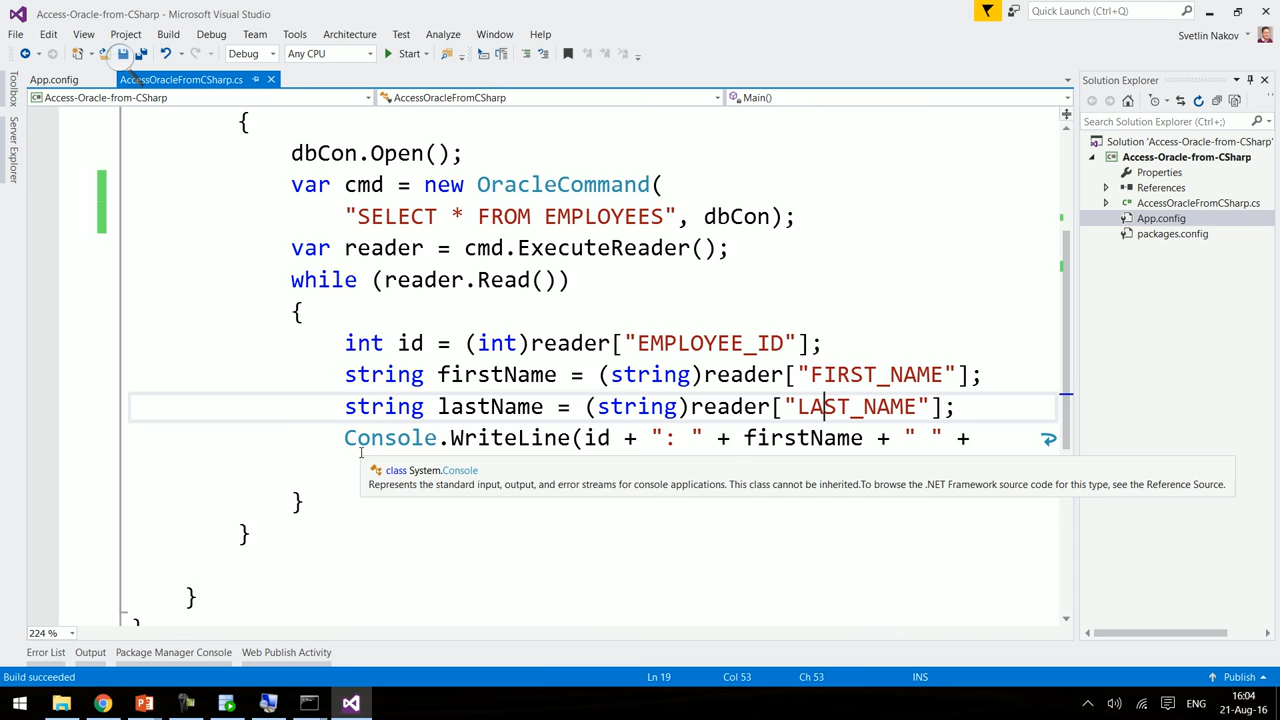 Access-Oracle-from-CSharp - Microsoft Visual Studio
Quick Launch (Ctrl+Q)
File Edit View Project Build Debug Team Tools Architecture Test Analyze Window Help
Svetlin Nakov
Debug Any CPU Start
App.config AccessOracleFromCSharp.cs
Solution Explorer
Access-Oracle-from-CSharp AccessOracleFromCSharp Main()
Toolbox
Server Explorer
Search Solution Explorer (Ctrl+;)
Solution 'Access-Oracle-from-CSharp'
Access-Oracle-from-CSharp
Properties
References
AccessOracleFromCSharp.cs
App.config
packages.config
{
dbCon.Open();
var cmd = new OracleCommand(
"SELECT * FROM EMPLOYEES", dbCon);
var reader = cmd.ExecuteReader();
while (reader.Read())
{
int id = (int)reader["EMPLOYEE_ID"];
string firstName = (string)reader["FIRST_NAME"];
string lastName = (string)reader["LAST_NAME"];
Console.WriteLine(id + ": " + firstName + " " +
class System.Console
Represents the standard input, output, and error streams for console applications. This class cannot be inherited.To browse the .NET Framework source code for this type, see the Reference Source.
}
}
}
}
224 %
Error List Output Package Manager Console Web Publish Activity
Build succeeded Ln 19 Col 53 Ch 53 INS Publish
ENG
16:04
21-Aug-16